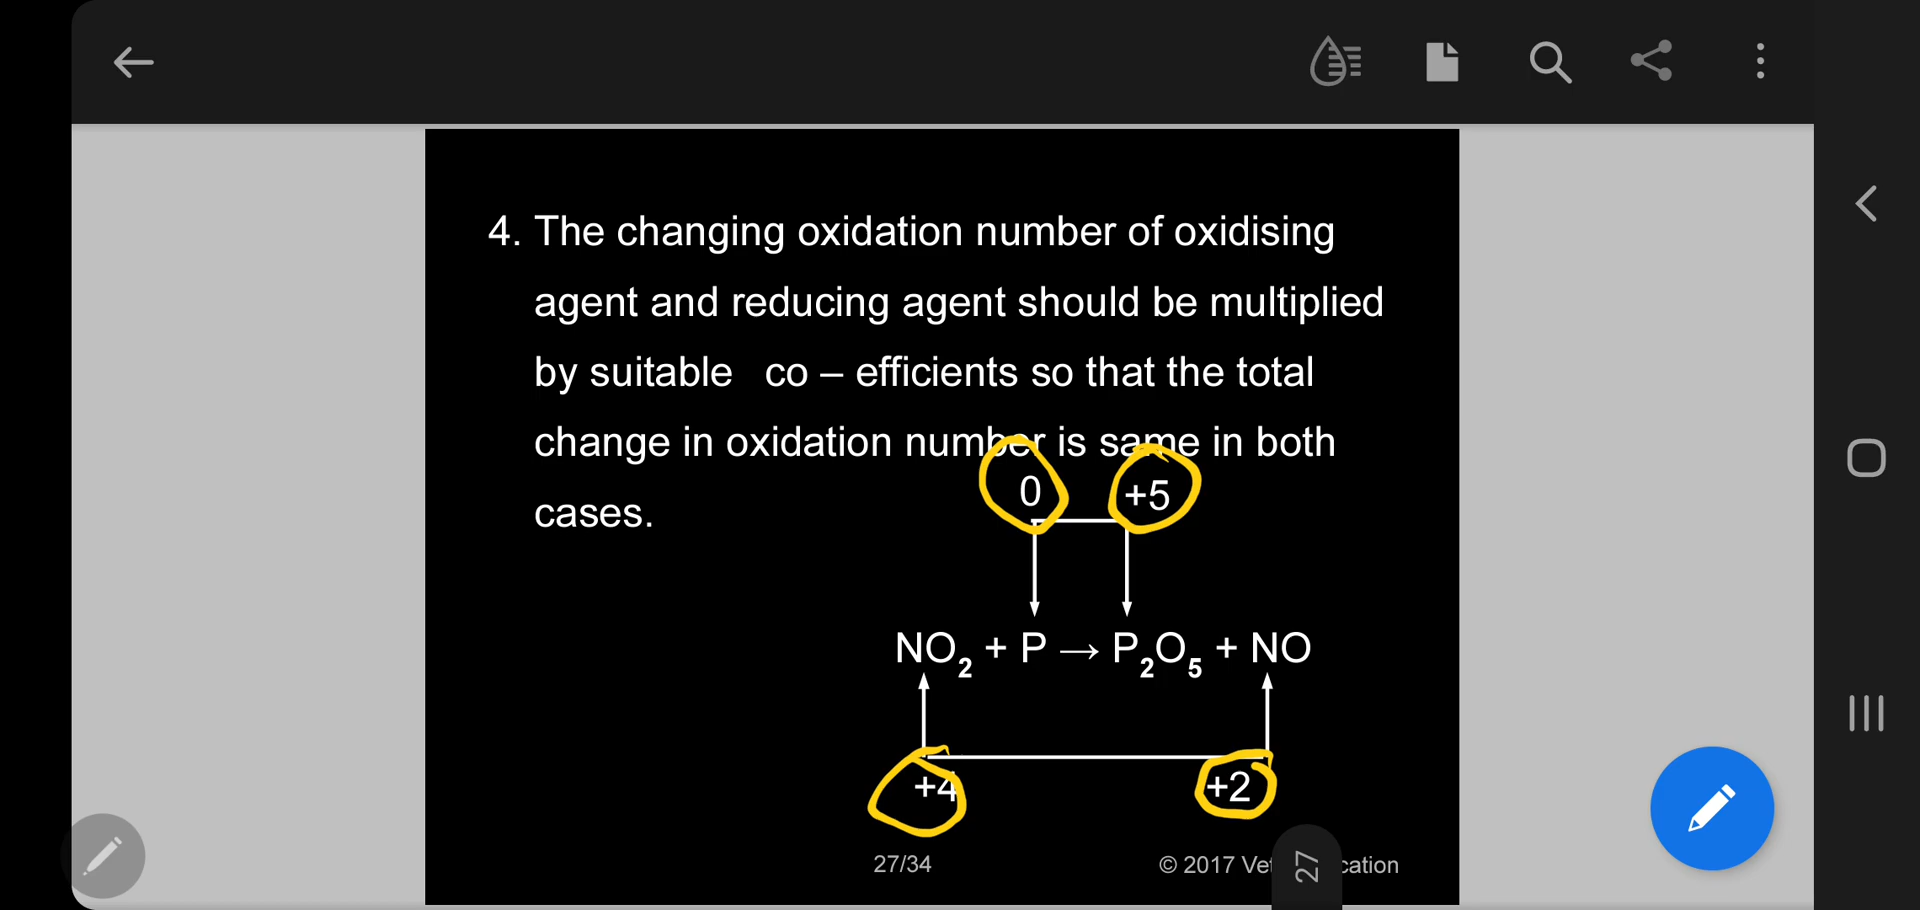 4. The changing oxidation number of oxidising
agent and reducing agent should be multiplied
by suitable co – efficients so that the total
change in oxidation number is same in both
cases.
0 +5
NO₂ + P → P₂O₅ + NO
+4 +2
27/34 © 2017
27